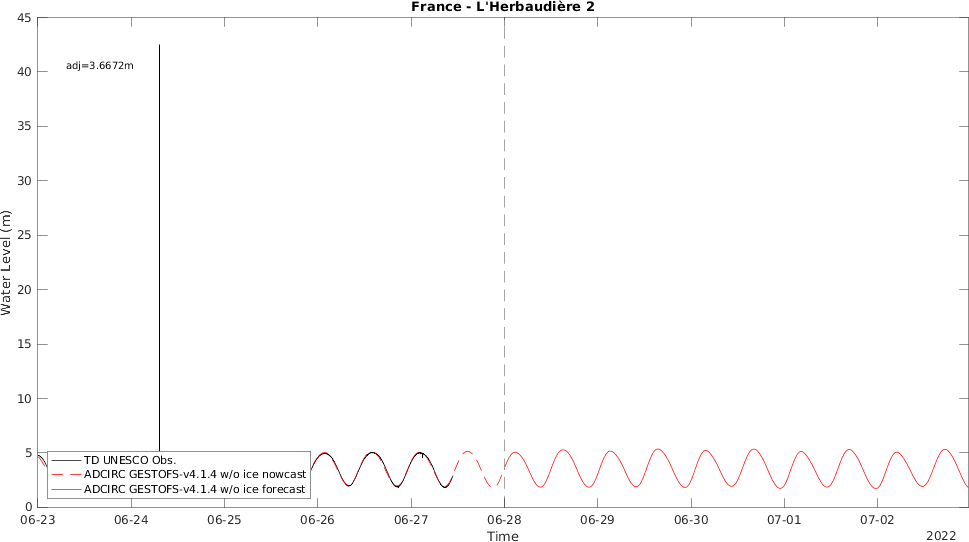 France - L'Herbaudière 2
45
40
35
30
25
20
15
10
5
0
Water Level (m)
adj=3.6672m
TD UNESCO Obs.
ADCIRC GESTOFS-v4.1.4 w/o ice nowcast
ADCIRC GESTOFS-v4.1.4 w/o ice forecast
06-23 06-24 06-25 06-26 06-27 06-28 06-29 06-30 07-01 07-02
Time
2022